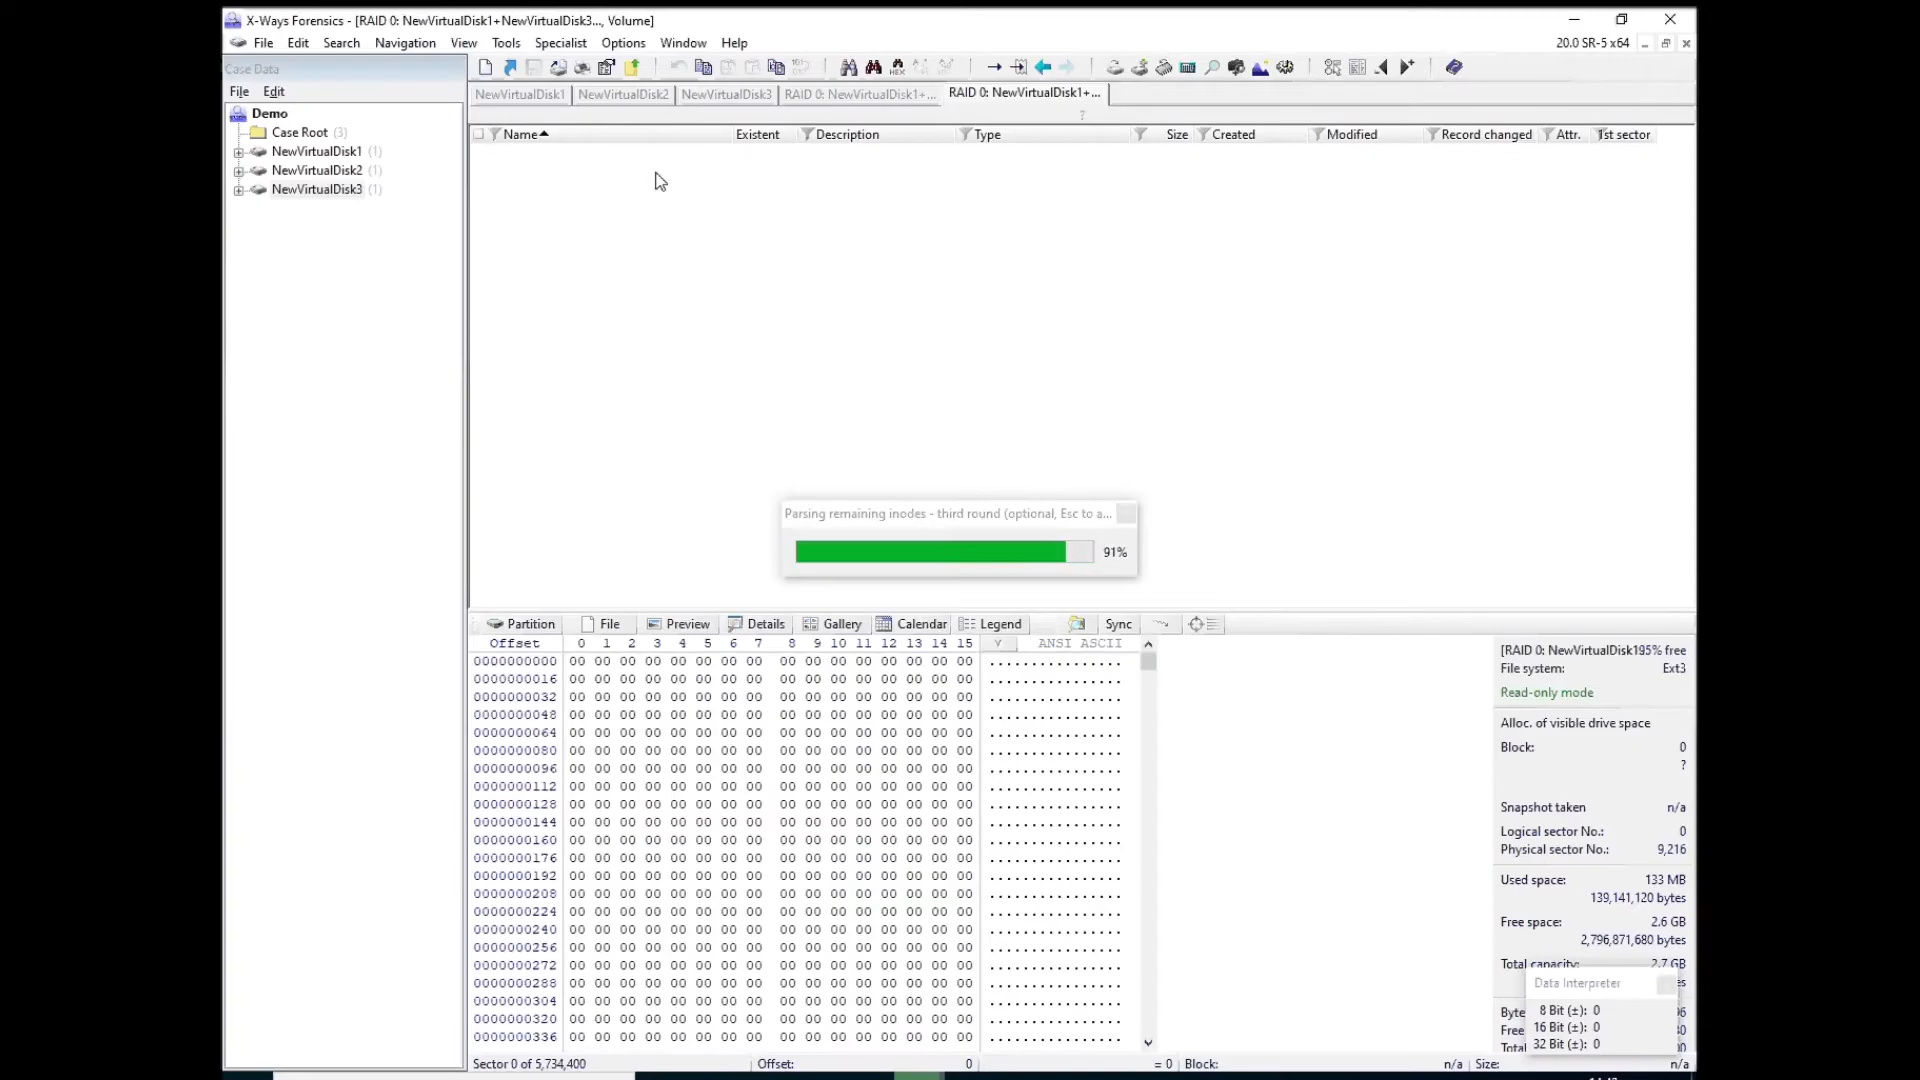 X-Ways Forensics - [RAID 0: NewVirtualDisk1+NewVirtualDisk3..., Volume]
File Edit Search Navigation View Tools Specialist Options Window Help
20.0 SR-5 x64
Case Data
File Edit
NewVirtualDisk1 NewVirtualDisk2 NewVirtualDisk3 RAID 0: NewVirtualDisk1+... RAID 0: NewVirtualDisk1+...
?
Demo
Case Root (3)
NewVirtualDisk1 (1)
NewVirtualDisk2 (1)
NewVirtualDisk3 (1)
Name Existent Description Type Size Created Modified Record changed Attr. 1st sector
Parsing remaining inodes - third round (optional, Esc to a...
91%
Partition File Preview Details Gallery Calendar Legend Sync
Offset 0 1 2 3 4 5 6 7 8 9 10 11 12 13 14 15 ANSI ASCII
0000000000 00 00 00 00 00 00 00 00 00 00 00 00 00 00 00 00 ................
0000000016 00 00 00 00 00 00 00 00 00 00 00 00 00 00 00 00 ................
0000000032 00 00 00 00 00 00 00 00 00 00 00 00 00 00 00 00 ................
0000000048 00 00 00 00 00 00 00 00 00 00 00 00 00 00 00 00 ................
0000000064 00 00 00 00 00 00 00 00 00 00 00 00 00 00 00 00 ................
0000000080 00 00 00 00 00 00 00 00 00 00 00 00 00 00 00 00 ................
0000000096 00 00 00 00 00 00 00 00 00 00 00 00 00 00 00 00 ................
0000000112 00 00 00 00 00 00 00 00 00 00 00 00 00 00 00 00 ................
0000000128 00 00 00 00 00 00 00 00 00 00 00 00 00 00 00 00 ................
0000000144 00 00 00 00 00 00 00 00 00 00 00 00 00 00 00 00 ................
0000000160 00 00 00 00 00 00 00 00 00 00 00 00 00 00 00 00 ................
0000000176 00 00 00 00 00 00 00 00 00 00 00 00 00 00 00 00 ................
0000000192 00 00 00 00 00 00 00 00 00 00 00 00 00 00 00 00 ................
0000000208 00 00 00 00 00 00 00 00 00 00 00 00 00 00 00 00 ................
0000000224 00 00 00 00 00 00 00 00 00 00 00 00 00 00 00 00 ................
0000000240 00 00 00 00 00 00 00 00 00 00 00 00 00 00 00 00 ................
0000000256 00 00 00 00 00 00 00 00 00 00 00 00 00 00 00 00 ................
0000000272 00 00 00 00 00 00 00 00 00 00 00 00 00 00 00 00 ................
0000000288 00 00 00 00 00 00 00 00 00 00 00 00 00 00 00 00 ................
0000000304 00 00 00 00 00 00 00 00 00 00 00 00 00 00 00 00 ................
0000000320 00 00 00 00 00 00 00 00 00 00 00 00 00 00 00 00 ................
0000000336 00 00 00 00 00 00 00 00 00 00 00 00 00 00 00 00 ................
[RAID 0: NewVirtualDisk195% free
File system: Ext3
Read-only mode
Alloc. of visible drive space
Block: 0
?
Snapshot taken n/a
Logical sector No.: 0
Physical sector No.: 9,216
Used space: 133 MB
139,141,120 bytes
Free space: 2.6 GB
2,796,871,680 bytes
Total capacity: 2.7 GB
Data Interpreter
8 Bit (±): 0
16 Bit (±): 0
32 Bit (±): 0
Sector 0 of 5,734,400 Offset: 0 = 0 Block: n/a Size: n/a